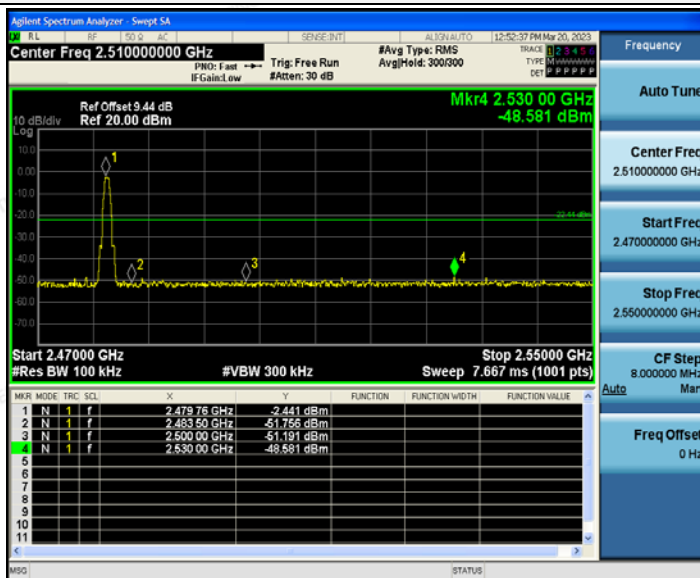 Agilent Spectrum Analyzer - Swept SA
RL RF 50 Ω AC SENSE:INT ALIGN AUTO 12:52:37 PM Mar 20, 2023
Center Freq 2.510000000 GHz
PNO: Fast
IFGain:Low
Trig: Free Run
#Atten: 30 dB
#Avg Type: RMS
Avg|Hold: 300/300
TRACE 1 2 3 4 5 6
TYPE M
DET P P P P P P
Frequency
Auto Tune
Center Freq
2.510000000 GHz
Start Freq
2.470000000 GHz
Stop Freq
2.550000000 GHz
CF Step
8.000000 MHz
Auto Man
Freq Offset
0 Hz
Mkr4 2.530 00 GHz
-48.581 dBm
Ref Offset 9.44 dB
10 dB/div Ref 20.00 dBm
Log
10.0
0.00
-10.0
-20.0
-30.0
-40.0
-50.0
-60.0
-70.0
-22.44 dBm
1
2
3
4
Start 2.47000 GHz Stop 2.55000 GHz
#Res BW 100 kHz #VBW 300 kHz Sweep 7.667 ms (1001 pts)
MKR MODE TRC SCL X Y FUNCTION FUNCTION WIDTH FUNCTION VALUE
1 N 1 f 2.479 76 GHz -2.441 dBm
2 N 1 f 2.483 50 GHz -51.756 dBm
3 N 1 f 2.500 00 GHz -51.191 dBm
4 N 1 f 2.530 00 GHz -48.581 dBm
5
6
7
8
9
10
11
MSG STATUS